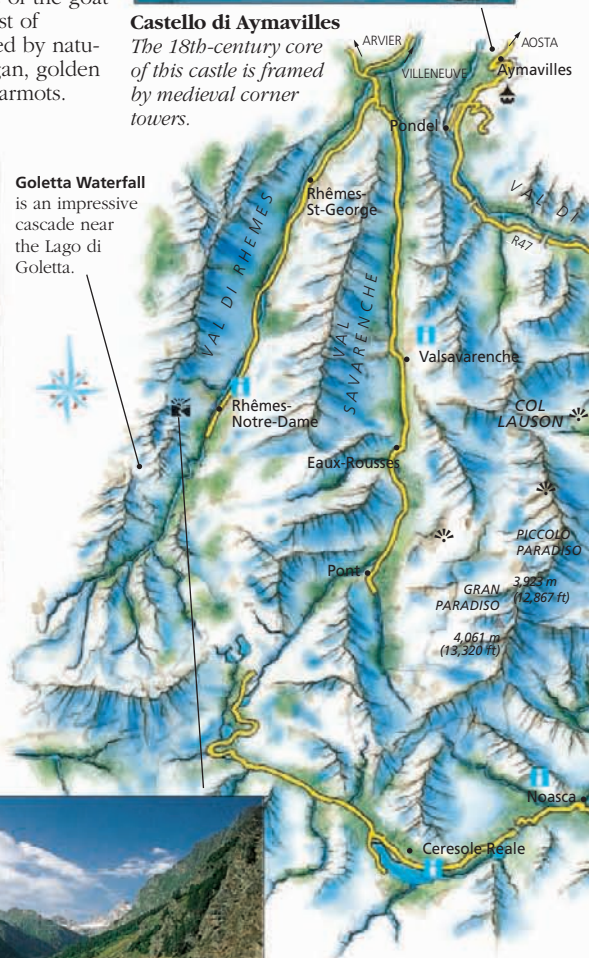 of the goat
st of
ed by natu-
gan, golden
armots.
Castello di Aymavilles
The 18th-century core
of this castle is framed
by medieval corner
towers.
ARVIER
AOSTA
VILLENEUVE
Aymavilles
Pondel
Goletta Waterfall
is an impressive
cascade near
the Lago di
Goletta.
Rhêmes-
St-George
VAL DI
R47
VAL DI RHEMES
VAL
SAVARENCHE
Valsavarenche
Rhêmes-
Notre-Dame
COL
LAUSON
Eaux-Rousses
PICCOLO
PARADISO
3,923 m
(12,867 ft)
Pont
GRAN
PARADISO
4,061 m
(13,320 ft)
Noasca
Ceresole Reale